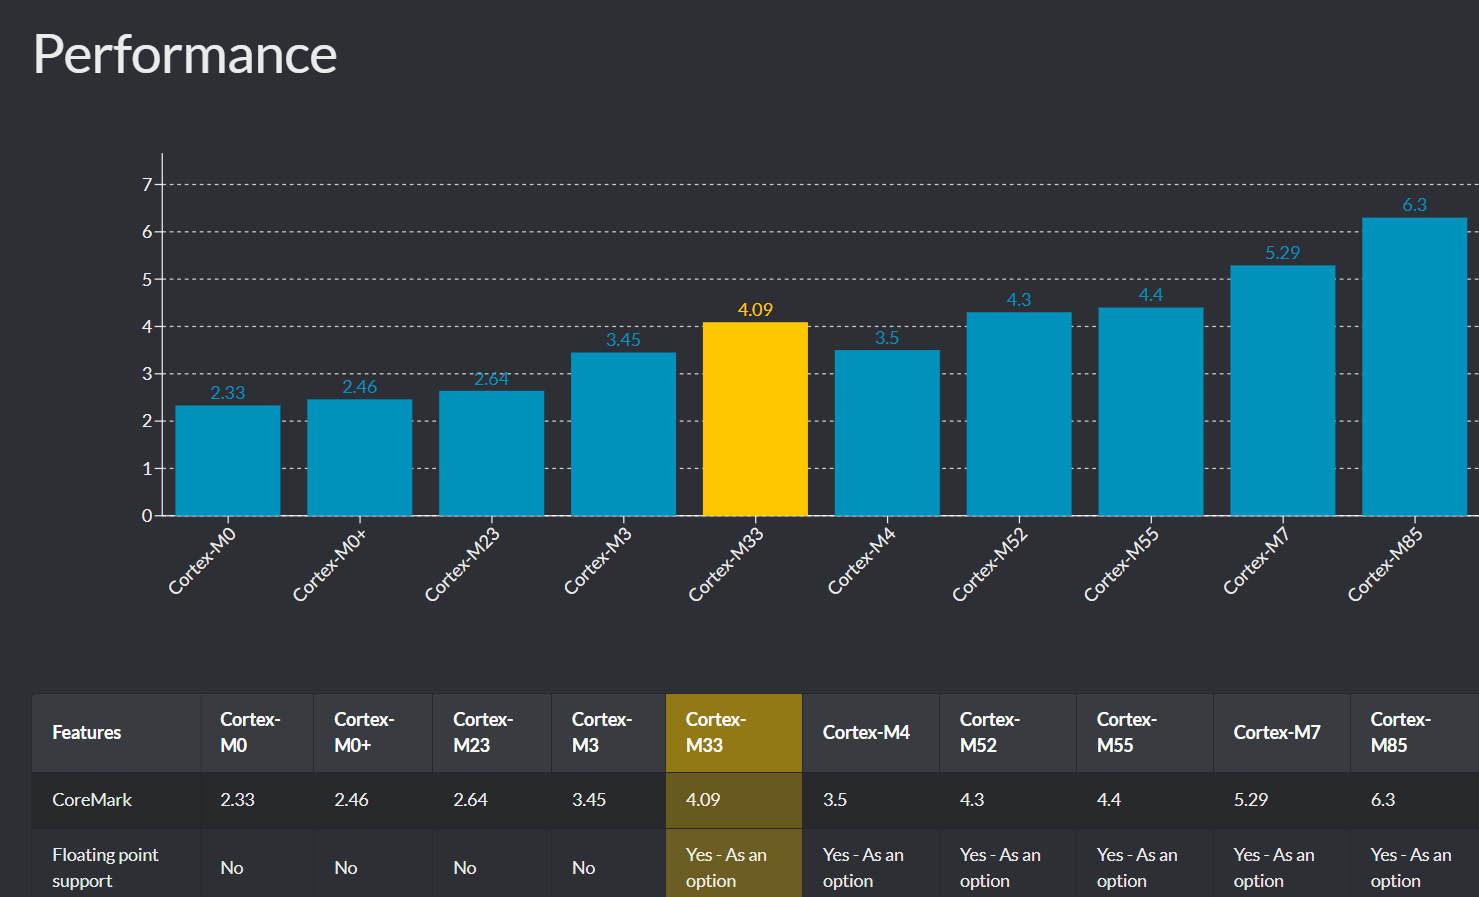 Performance
7
6
5
4
3
2
1
0
2.33
2.46
2.64
3.45
4.09
3.5
4.3
4.4
5.29
6.3
Cortex-M0
Cortex-M0+
Cortex-M23
Cortex-M3
Cortex-M33
Cortex-M4
Cortex-M52
Cortex-M55
Cortex-M7
Cortex-M85
Features
Cortex-
M0
Cortex-
M0+
Cortex-
M23
Cortex-
M3
Cortex-
M33
Cortex-M4
Cortex-
M52
Cortex-
M55
Cortex-M7
Cortex-
M85
CoreMark
2.33
2.46
2.64
3.45
4.09
3.5
4.3
4.4
5.29
6.3
Floating point
support
No
No
No
No
Yes - As an
option
Yes - As an
option
Yes - As an
option
Yes - As an
option
Yes - As an
option
Yes - As an
option